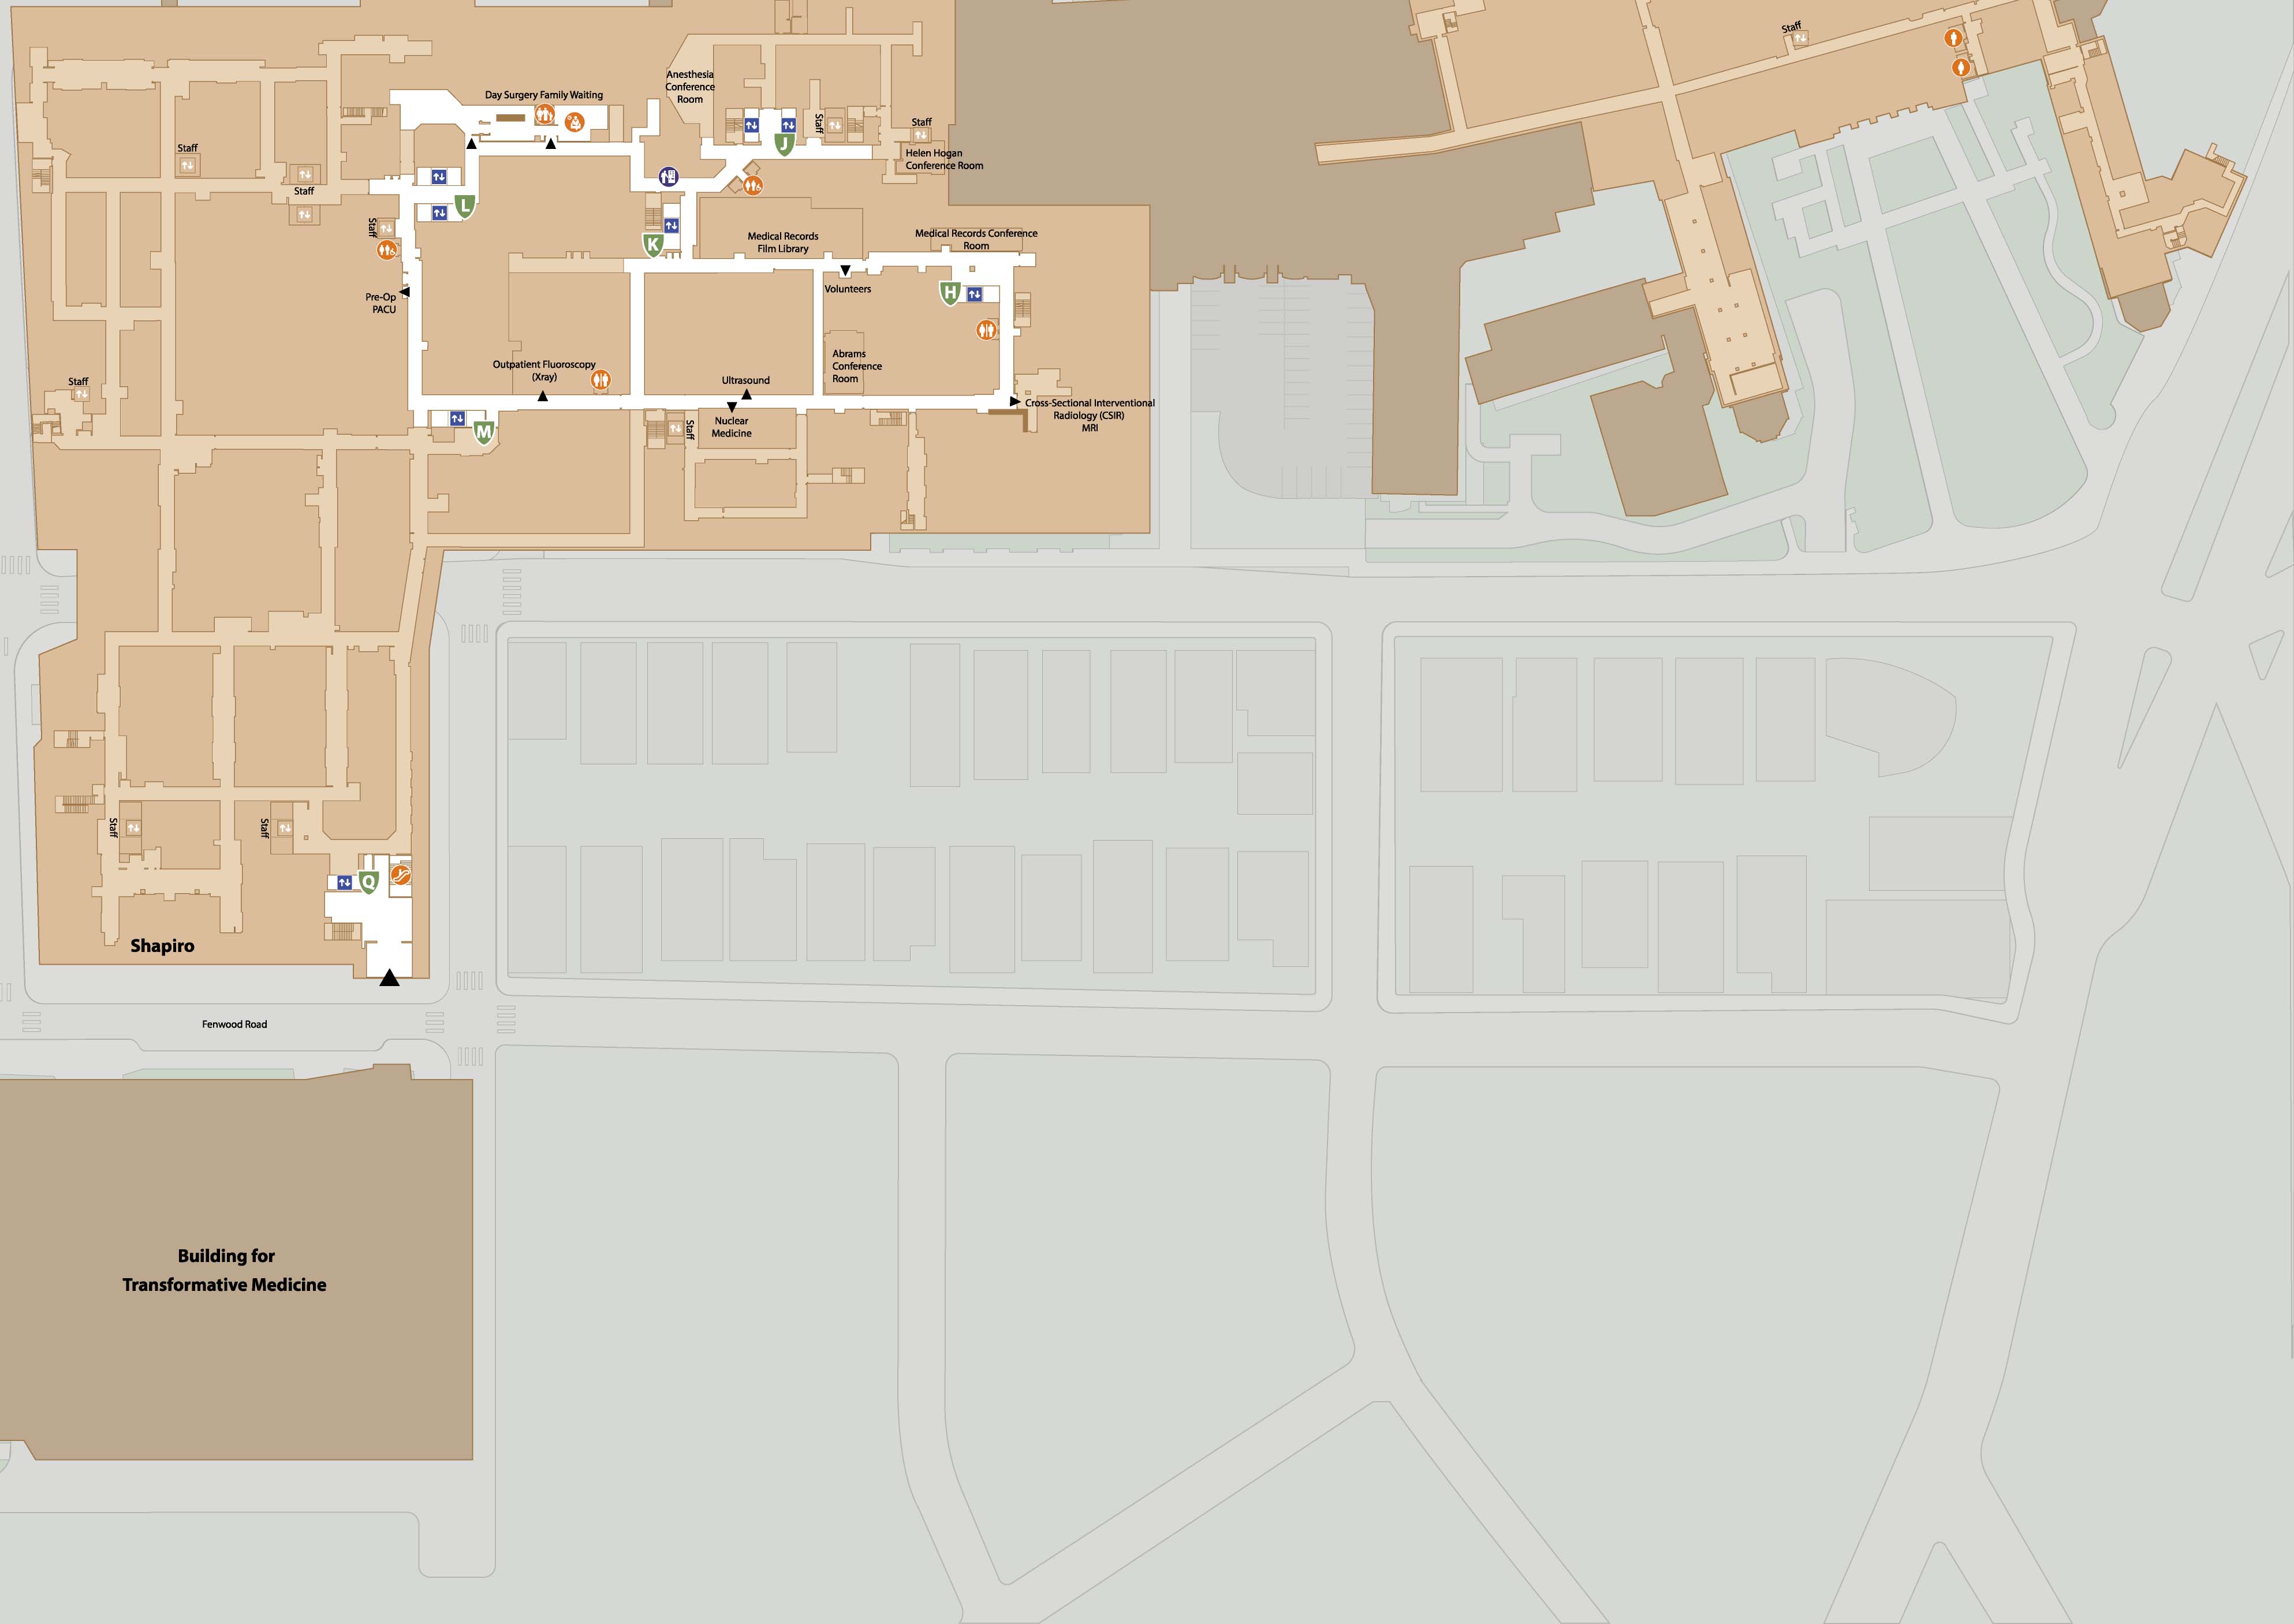 Staff
Anesthesia
Conference
Room
Day Surgery Family Waiting
Staff
Staff
J
Staff
Helen Hogan
Conference Room
Staff
L
Staff
K
Medical Records
Film Library
Medical Records Conference
Room
Pre-Op
PACU
Volunteers
H
Outpatient Fluoroscopy
(Xray)
Ultrasound
Abrams
Conference
Room
Staff
M
Nuclear
Medicine
Staff
Cross-Sectional Interventional
Radiology (CSIR)
MRI
Staff
Staff
Q
Shapiro
Fenwood Road
Building for
Transformative Medicine